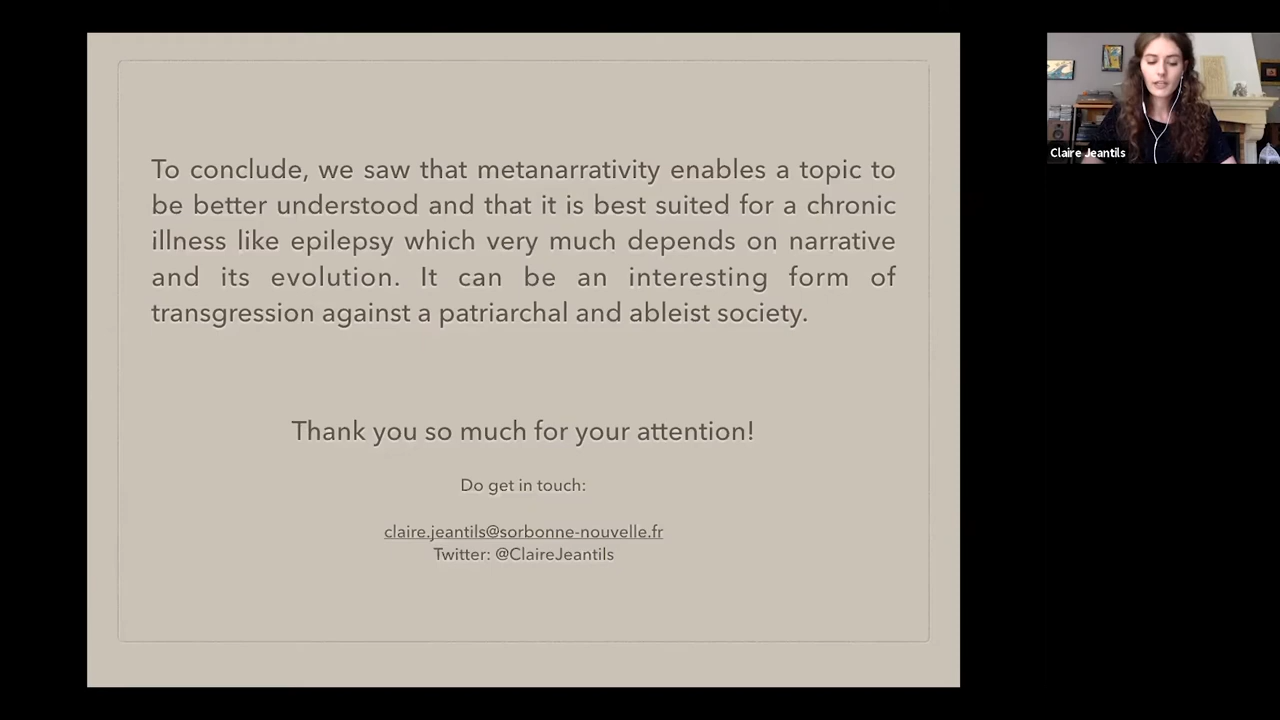 To conclude, we saw that metanarrativity enables a topic to
be better understood and that it is best suited for a chronic
illness like epilepsy which very much depends on narrative
and its evolution. It can be an interesting form of
transgression against a patriarchal and ableist society.
Thank you so much for your attention!
Do get in touch:
claire.jeantils@sorbonne-nouvelle.fr
Twitter: @ClaireJeantils
Claire Jeantils